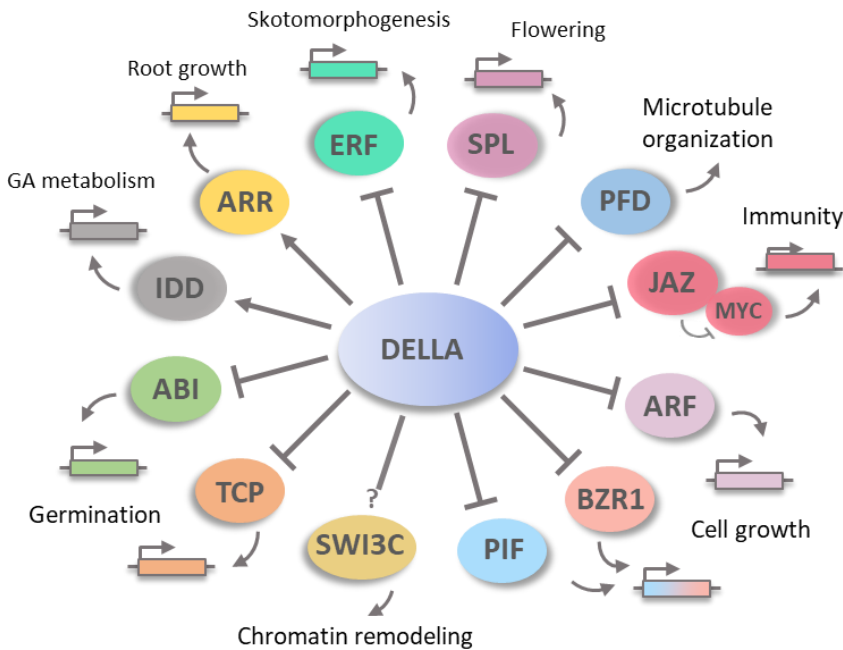 Skotomorphogenesis
Flowering
Root growth
Microtubule
organization
ERF
SPL
GA metabolism
ARR
PFD
Immunity
IDD
JAZ
MYC
DELLA
ABI
ARF
TCP
?
BZR1
Germination
SWI3C
PIF
Cell growth
Chromatin remodeling